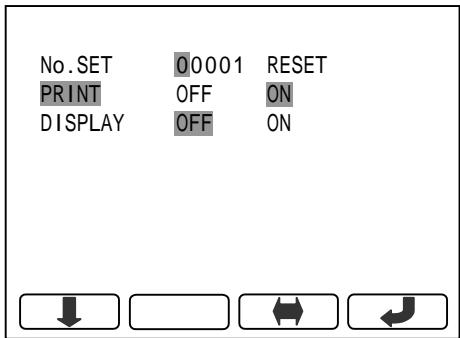 No.SET 00001 RESET
PRINT OFF ON
DISPLAY OFF ON